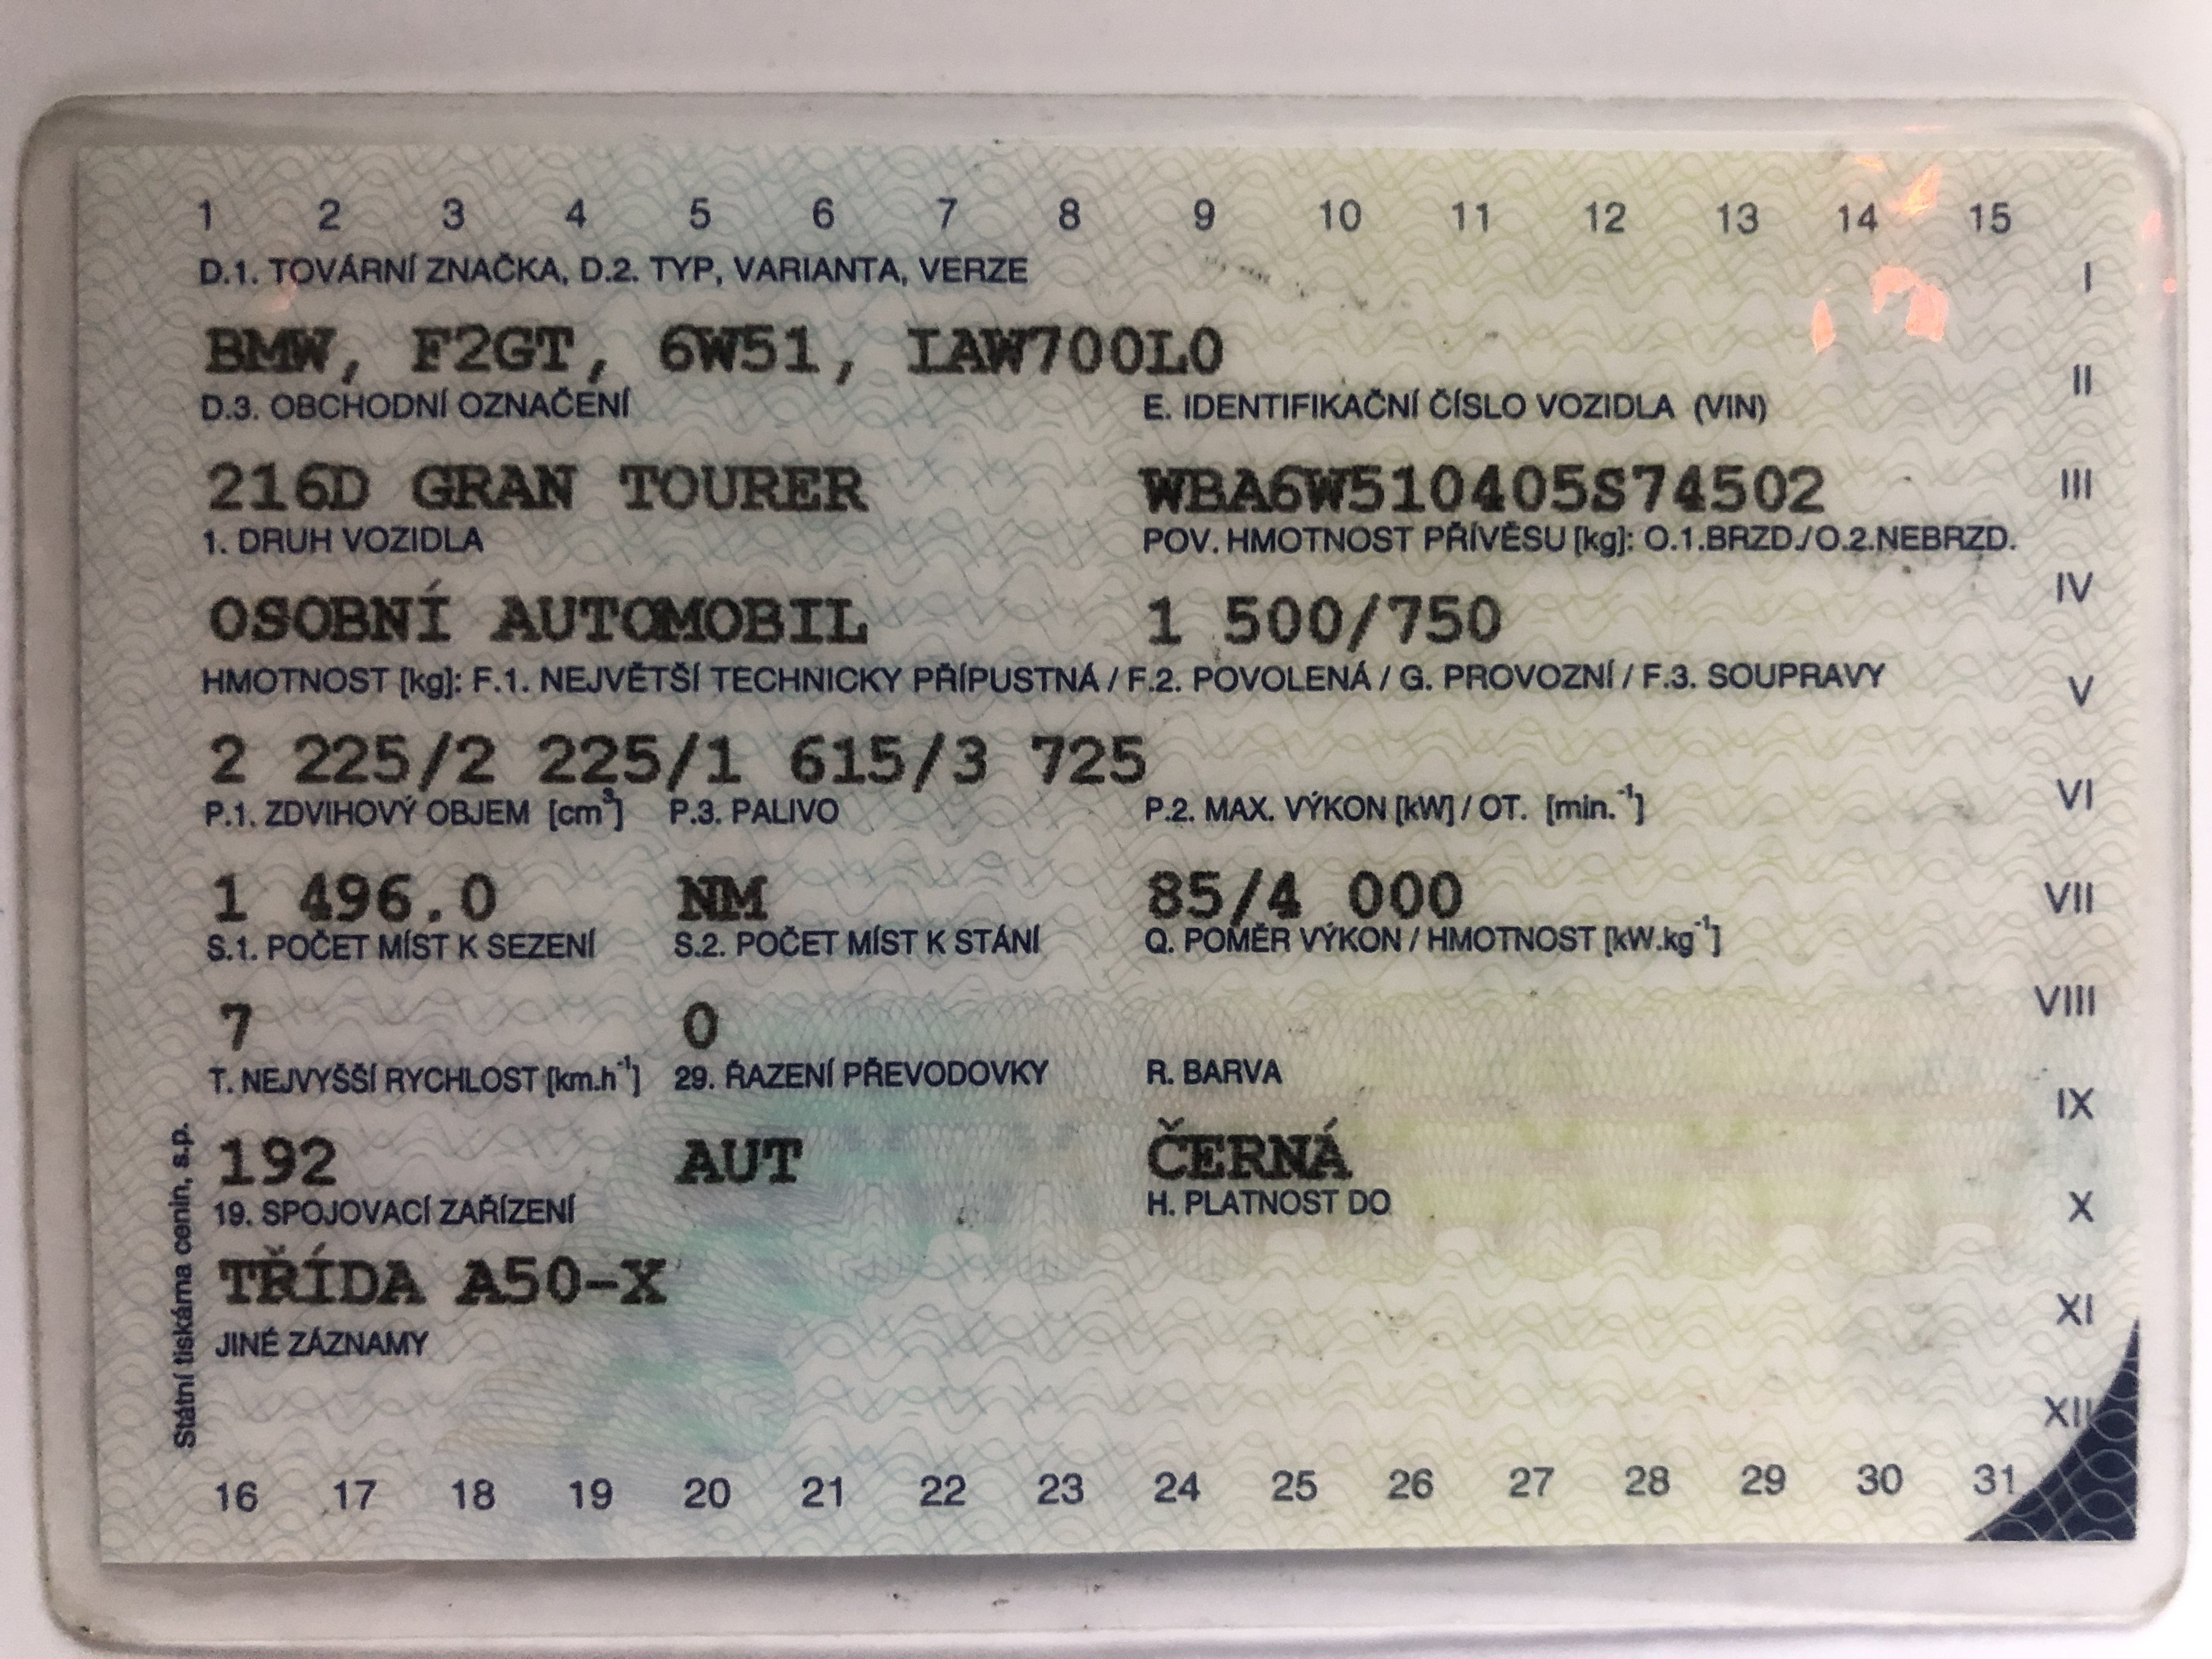 1 2 3 4 5 6 7 8 9 10 11 12 13 14 15
D.1. TOVÁRNÍ ZNAČKA, D.2. TYP, VARIANTA, VERZE
I
BMW, F2GT, 6W51, IAW700L0
II
D.3. OBCHODNÍ OZNAČENÍ E. IDENTIFIKAČNÍ ČÍSLO VOZIDLA (VIN)
216D GRAN TOURER WBA6W510405S74502
III
1. DRUH VOZIDLA POV. HMOTNOST PŘÍVĚSU [kg]: O.1.BRZD./O.2.NEBRZD.
OSOBNÍ AUTOMOBIL 1 500/750
IV
HMOTNOST [kg]: F.1. NEJVĚTŠÍ TECHNICKY PŘÍPUSTNÁ / F.2. POVOLENÁ / G. PROVOZNÍ / F.3. SOUPRAVY
V
2 225/2 225/1 615/3 725
P.1. ZDVIHOVÝ OBJEM [cm³] P.3. PALIVO P.2. MAX. VÝKON [kW] / OT. [min.⁻¹]
VI
1 496.0 NM 85/4 000
VII
S.1. POČET MÍST K SEZENÍ S.2. POČET MÍST K STÁNÍ Q. POMĚR VÝKON / HMOTNOST [kW.kg⁻¹]
7 0
VIII
T. NEJVYŠŠÍ RYCHLOST [km.h⁻¹] 29. ŘAZENÍ PŘEVODOVKY R. BARVA
IX
192 AUT ČERNÁ
19. SPOJOVACÍ ZAŘÍZENÍ H. PLATNOST DO
X
TŘÍDA A50-X
XI
JINÉ ZÁZNAMY
XII
Státní tiskárna cenin, s.p.
16 17 18 19 20 21 22 23 24 25 26 27 28 29 30 31